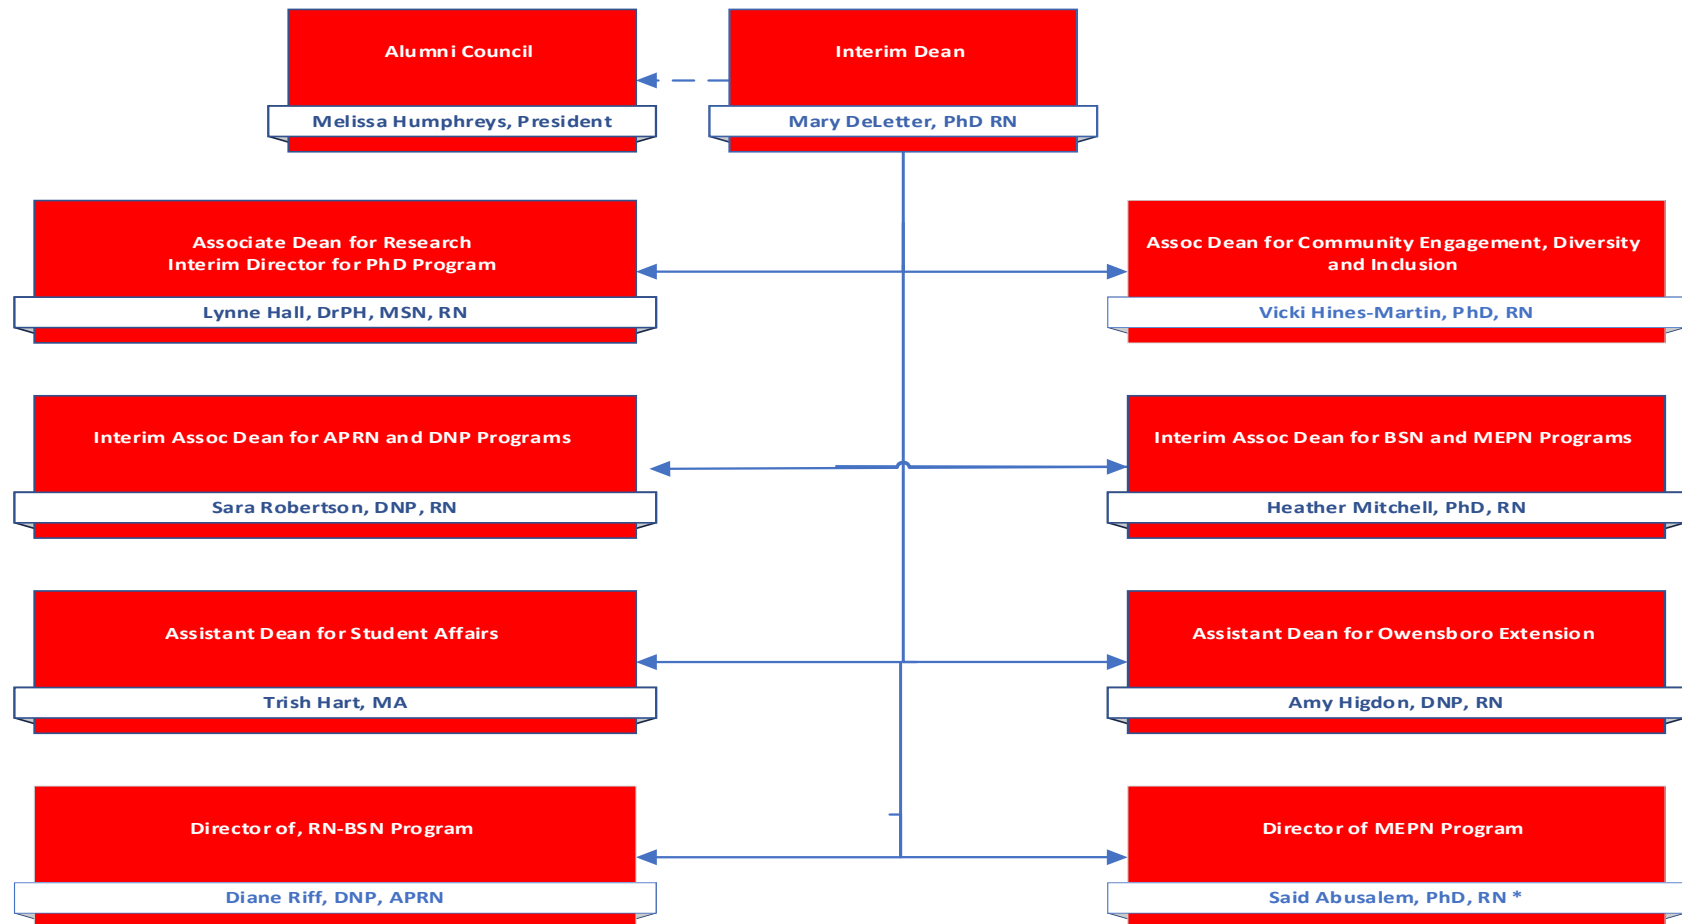 Alumni Council
Melissa Humphreys, President
Interim Dean
Mary DeLetter, PhD RN
Associate Dean for Research
Interim Director for PhD Program
Lynne Hall, DrPH, MSN, RN
Assoc Dean for Community Engagement, Diversity
and Inclusion
Vicki Hines-Martin, PhD, RN
Interim Assoc Dean for APRN and DNP Programs
Sara Robertson, DNP, RN
Interim Assoc Dean for BSN and MEPN Programs
Heather Mitchell, PhD, RN
Assistant Dean for Student Affairs
Trish Hart, MA
Assistant Dean for Owensboro Extension
Amy Higdon, DNP, RN
Director of, RN-BSN Program
Diane Riff, DNP, APRN
Director of MEPN Program
Said Abusalem, PhD, RN *